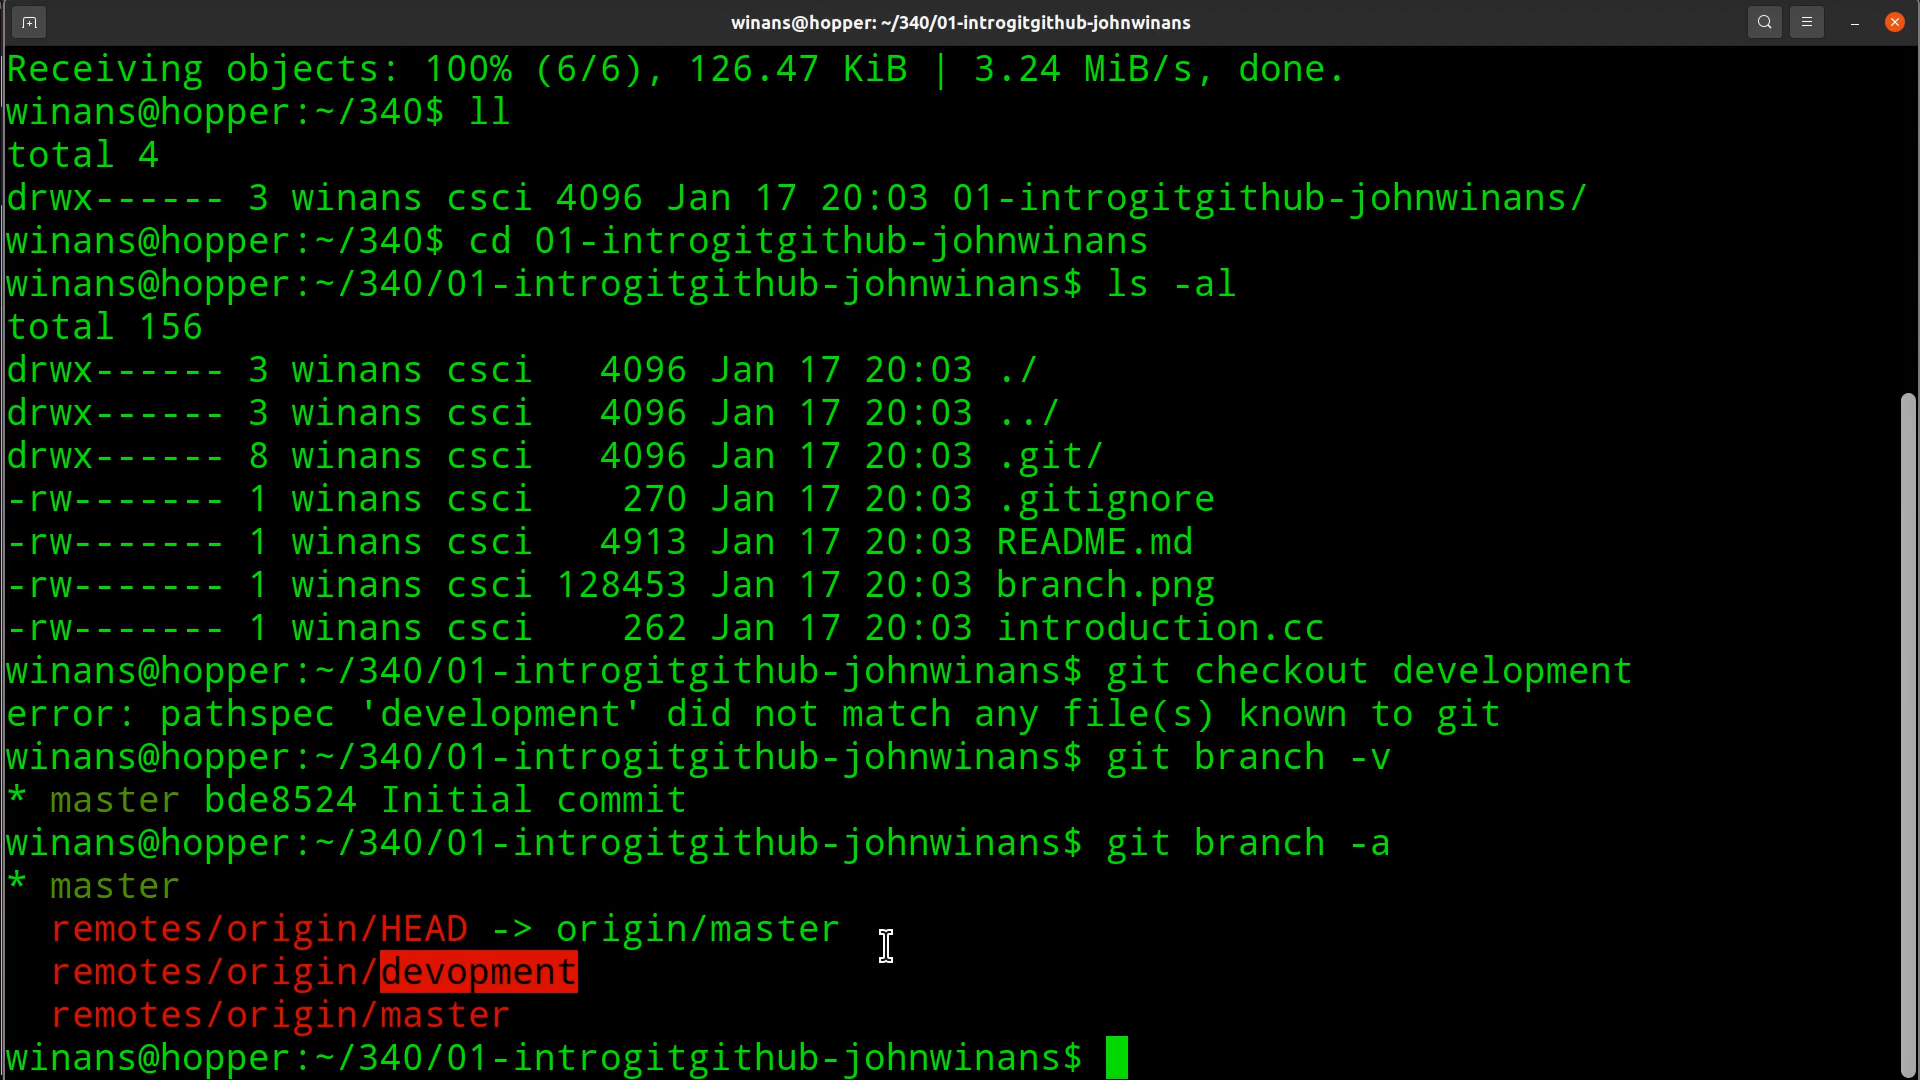 winans@hopper: ~/340/01-introgitgithub-johnwinans
Receiving objects: 100% (6/6), 126.47 KiB | 3.24 MiB/s, done.
winans@hopper:~/340$ ll
total 4
drwx------ 3 winans csci 4096 Jan 17 20:03 01-introgitgithub-johnwinans/
winans@hopper:~/340$ cd 01-introgitgithub-johnwinans
winans@hopper:~/340/01-introgitgithub-johnwinans$ ls -al
total 156
drwx------ 3 winans csci   4096 Jan 17 20:03 ./
drwx------ 3 winans csci   4096 Jan 17 20:03 ../
drwx------ 8 winans csci   4096 Jan 17 20:03 .git/
-rw------- 1 winans csci    270 Jan 17 20:03 .gitignore
-rw------- 1 winans csci   4913 Jan 17 20:03 README.md
-rw------- 1 winans csci 128453 Jan 17 20:03 branch.png
-rw------- 1 winans csci    262 Jan 17 20:03 introduction.cc
winans@hopper:~/340/01-introgitgithub-johnwinans$ git checkout development
error: pathspec 'development' did not match any file(s) known to git
winans@hopper:~/340/01-introgitgithub-johnwinans$ git branch -v
* master bde8524 Initial commit
winans@hopper:~/340/01-introgitgithub-johnwinans$ git branch -a
* master
  remotes/origin/HEAD -> origin/master
  remotes/origin/devopment
  remotes/origin/master
winans@hopper:~/340/01-introgitgithub-johnwinans$